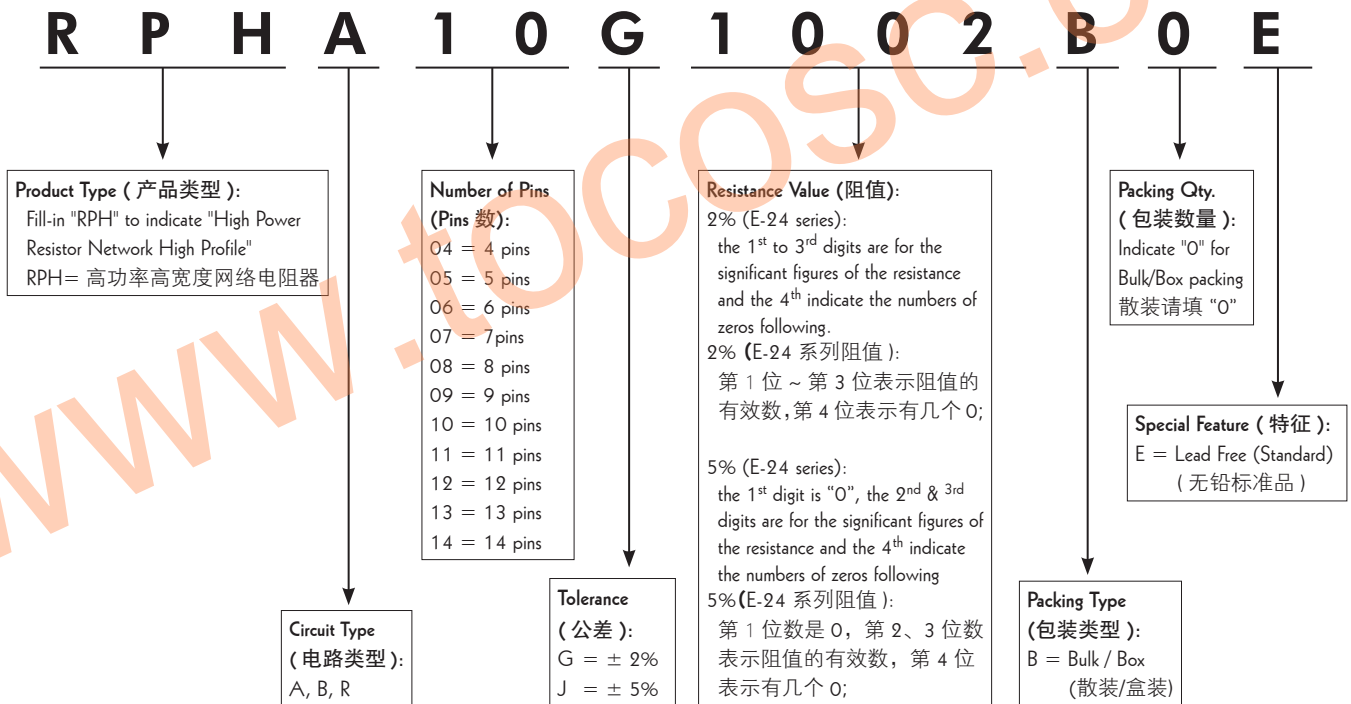 R P H A 1 0 G 1 0 0 2 B 0 E
Product Type ( 产品类型 ):
Fill-in "RPH" to indicate "High Power
Resistor Network High Profile"
RPH= 高功率高宽度网络电阻器
Number of Pins
(Pins 数):
04 = 4 pins
05 = 5 pins
06 = 6 pins
07 = 7pins
08 = 8 pins
09 = 9 pins
10 = 10 pins
11 = 11 pins
12 = 12 pins
13 = 13 pins
14 = 14 pins
Resistance Value (阻值):
2% (E-24 series):
the 1st to 3rd digits are for the
significant figures of the resistance
and the 4th indicate the numbers of
zeros following.
2% (E-24 系列阻值 ):
第 1 位 ~ 第 3 位表示阻值的
有效数,第 4 位表示有几个 0;
5% (E-24 series):
the 1st digit is “0”, the 2nd & 3rd
digits are for the significant figures of
the resistance and the 4th indicate
the numbers of zeros following
5%(E-24 系列阻值 ):
第 1 位数是 0，第 2、3 位数
表示阻值的有效数，第 4 位
表示有几个 0;
Packing Qty.
( 包装数量 ):
Indicate "0" for
Bulk/Box packing
散装请填 “0”
Special Feature ( 特征 ):
E = Lead Free (Standard)
( 无铅标准品 )
Circuit Type
( 电路类型 ):
A, B, R
Tolerance
( 公差 ):
G = ± 2%
J = ± 5%
Packing Type
(包装类型 ):
B = Bulk / Box
(散装/盒装)